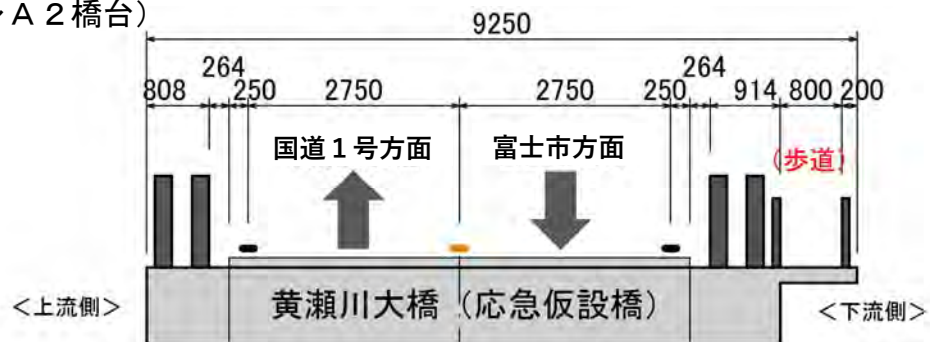 A2橋台）
9250
264 264
808 250 2750 2750 250 914 800 200
国道１号方面 富士市方面 (歩道)
＜上流側＞ 黄瀬川大橋（応急仮設橋） ＜下流側＞